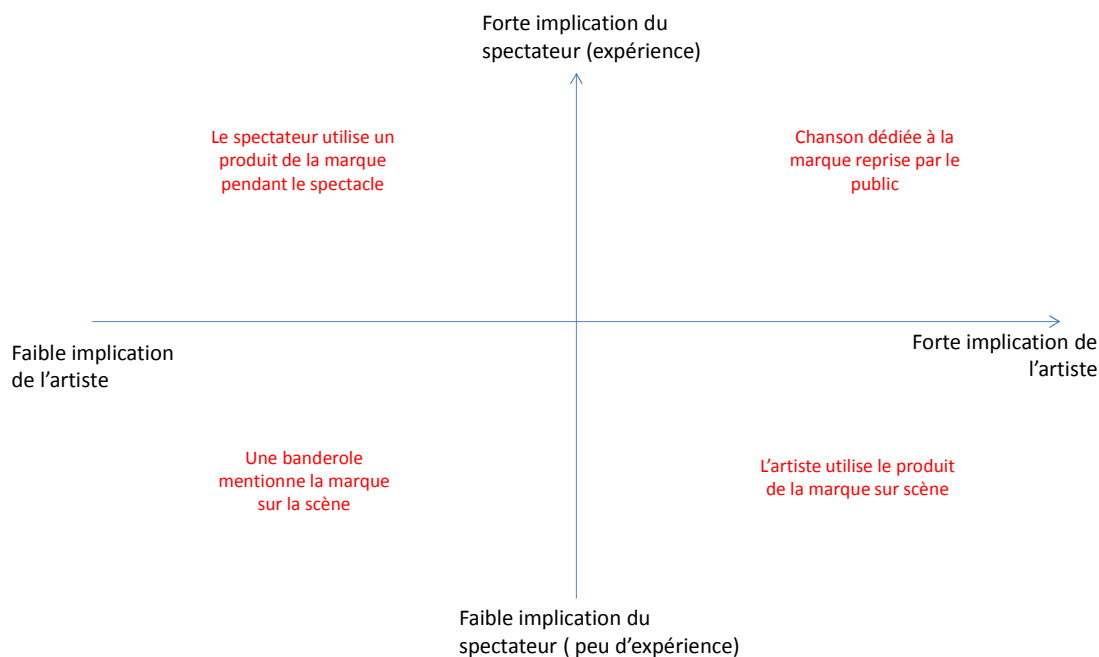 Forte implication du
spectateur (expérience)
Le spectateur utilise un
produit de la marque
pendant le spectacle
Chanson dédiée à la
marque reprise par le
public
Faible implication
de l’artiste
Forte implication de
l’artiste
Une banderole
mentionne la marque
sur la scène
L’artiste utilise le produit
de la marque sur scène
Faible implication du
spectateur ( peu d’expérience)